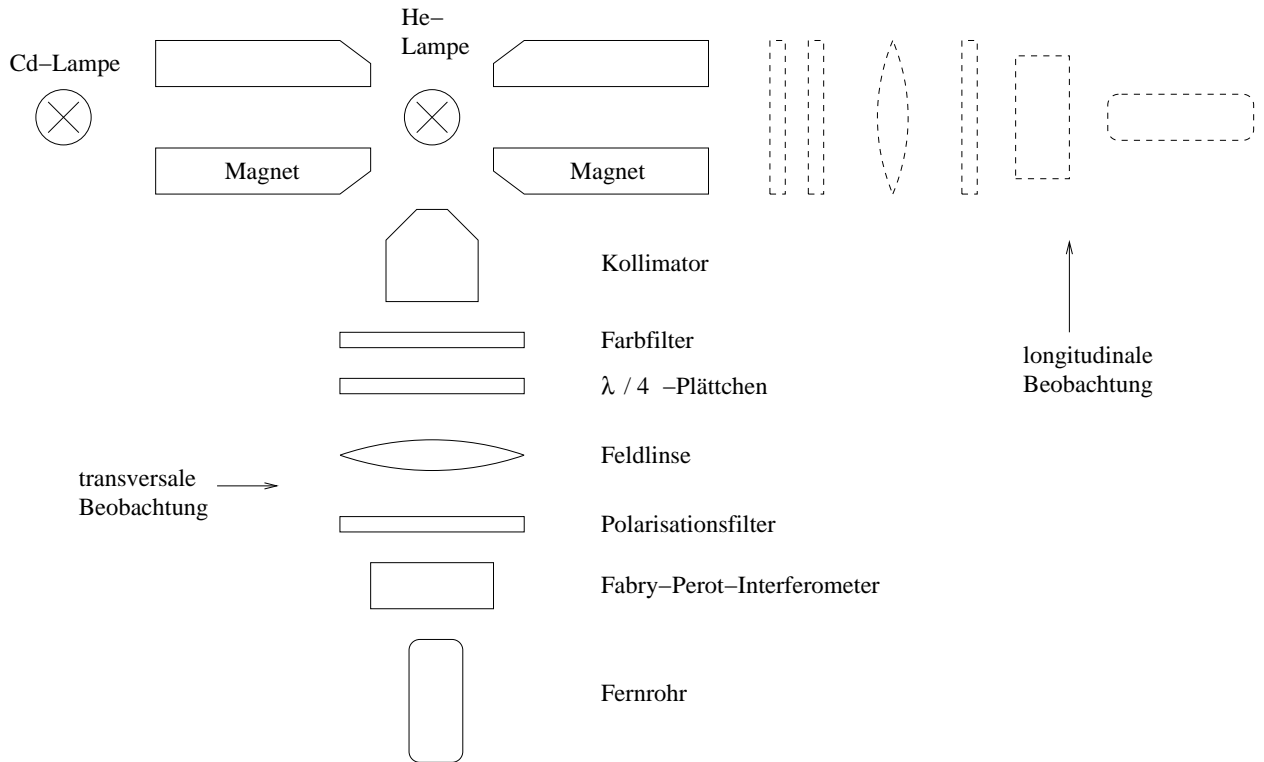 He–
Lampe
Cd–Lampe
Magnet
Magnet
Kollimator
Farbfilter
λ / 4 –Plättchen
longitudinale
Beobachtung
Feldlinse
transversale
Beobachtung
Polarisationsfilter
Fabry–Perot–Interferometer
Fernrohr